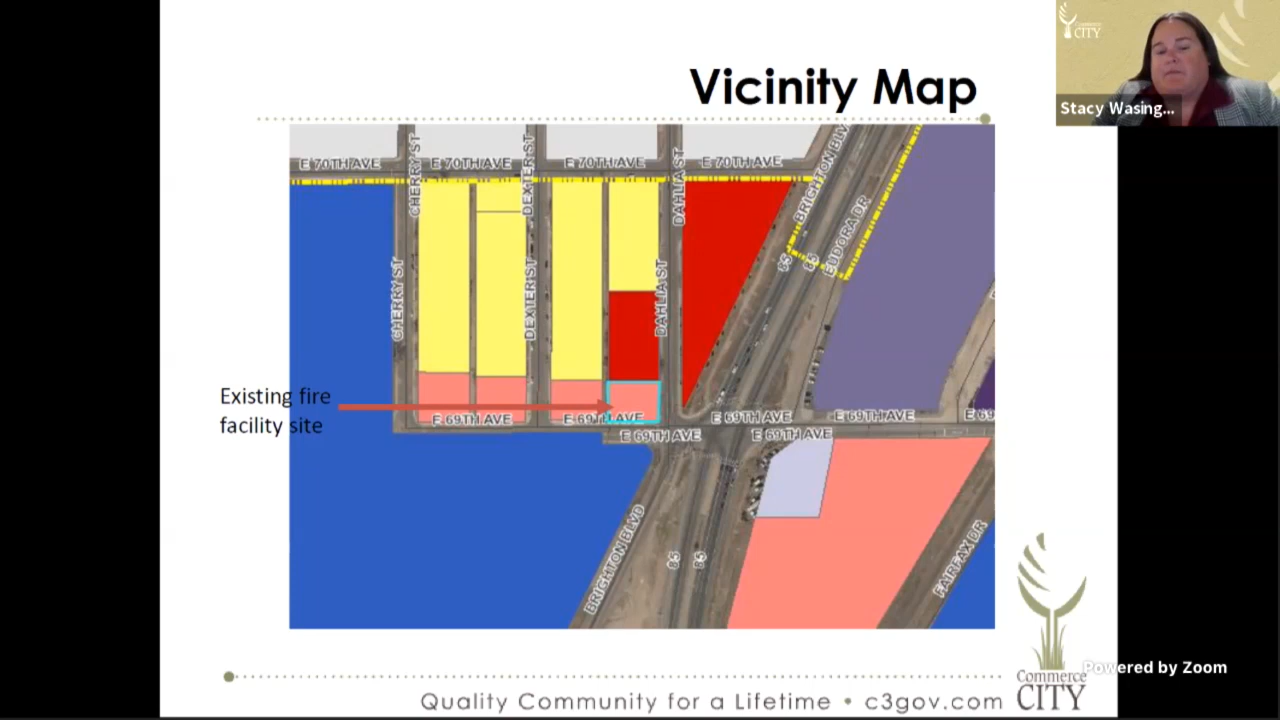 Vicinity Map
Commerce
CITY
Stacy Wasing...
E 70TH AVE
E 70TH AVE
E 70TH AVE
E 70TH AVE
CHERRY ST
DEXTER ST
DAHLIA ST
BRIGHTON BLV
EUDORA DR
85
85
CHERRY ST
DEXTER ST
DAHLIA ST
Existing fire
facility site
E 69TH AVE
E 69TH AVE
E 69TH AVE
E 69TH AVE
E 69
E 69TH AVE
E 69TH AVE
BRIGHTON BLVD
85
85
FAIRFAX DR
Powered by Zoom
Commerce
CITY
Quality Community for a Lifetime • c3gov.com